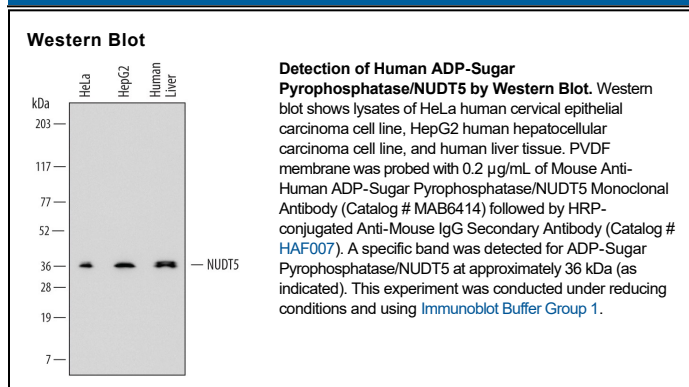 Western Blot
HeLa
HepG2
Human
Liver
kDa
203
117
77
52
36
28
19
7
NUDT5
Detection of Human ADP-Sugar
Pyrophosphatase/NUDT5 by Western Blot. Western
blot shows lysates of HeLa human cervical epithelial
carcinoma cell line, HepG2 human hepatocellular
carcinoma cell line, and human liver tissue. PVDF
membrane was probed with 0.2 µg/mL of Mouse Anti-
Human ADP-Sugar Pyrophosphatase/NUDT5 Monoclonal
Antibody (Catalog # MAB6414) followed by HRP-
conjugated Anti-Mouse IgG Secondary Antibody (Catalog #
HAF007). A specific band was detected for ADP-Sugar
Pyrophosphatase/NUDT5 at approximately 36 kDa (as
indicated). This experiment was conducted under reducing
conditions and using Immunoblot Buffer Group 1.